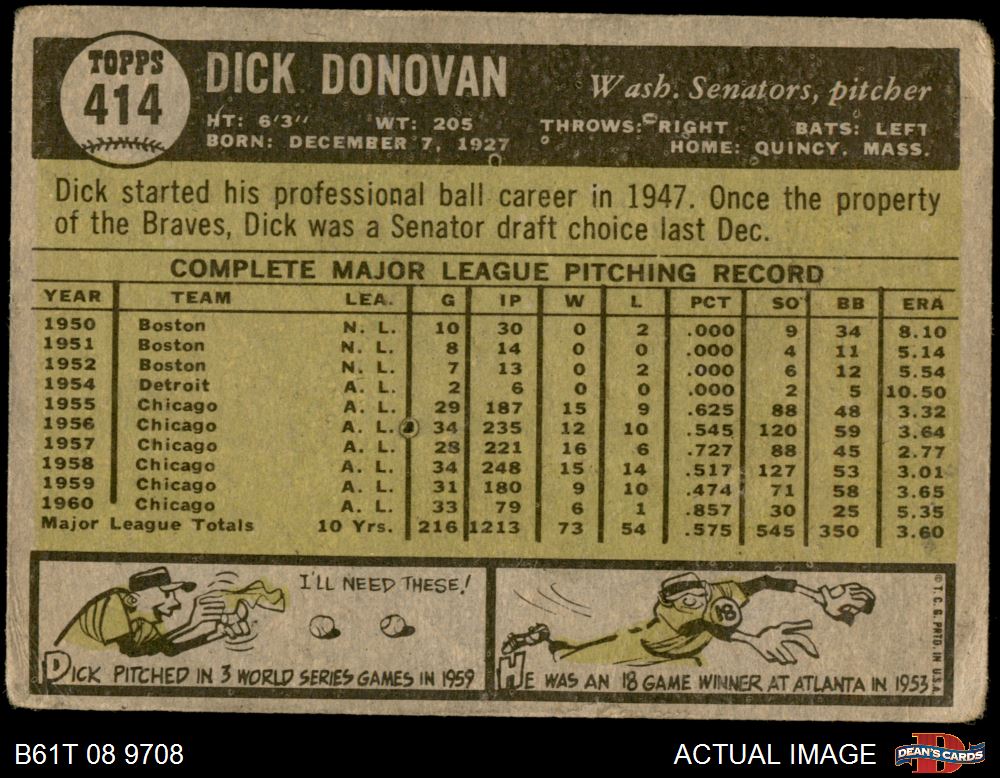 TOPPS
414
DICK DONOVAN
Wash. Senators, pitcher
HT: 6'3" WT: 205 THROWS: RIGHT BATS: LEFT
BORN: DECEMBER 7, 1927 HOME: QUINCY, MASS.
Dick started his professional ball career in 1947. Once the property
of the Braves, Dick was a Senator draft choice last Dec.
COMPLETE MAJOR LEAGUE PITCHING RECORD
YEAR TEAM LEA. G IP W L PCT SO BB ERA
1950 Boston N. L. 10 30 0 2 .000 9 34 8.10
1951 Boston N. L. 8 14 0 0 .000 4 11 5.14
1952 Boston N. L. 7 13 0 2 .000 6 12 5.54
1954 Detroit A. L. 2 6 0 0 .000 2 5 10.50
1955 Chicago A. L. 29 187 15 9 .625 88 48 3.32
1956 Chicago A. L. 34 235 12 10 .545 120 59 3.64
1957 Chicago A. L. 28 221 16 6 .727 88 45 2.77
1958 Chicago A. L. 34 248 15 14 .517 127 53 3.01
1959 Chicago A. L. 31 180 9 10 .474 71 58 3.65
1960 Chicago A. L. 33 79 6 1 .857 30 25 5.35
Major League Totals 10 Yrs. 216 1213 73 54 .575 545 350 3.60
I'LL NEED THESE!
DICK PITCHED IN 3 WORLD SERIES GAMES IN 1959
18
HE WAS AN 18 GAME WINNER AT ATLANTA IN 1953
© T. C. G. PRTD. IN U.S.A.
B61T 08 9708
ACTUAL IMAGE
DEAN'S CARDS